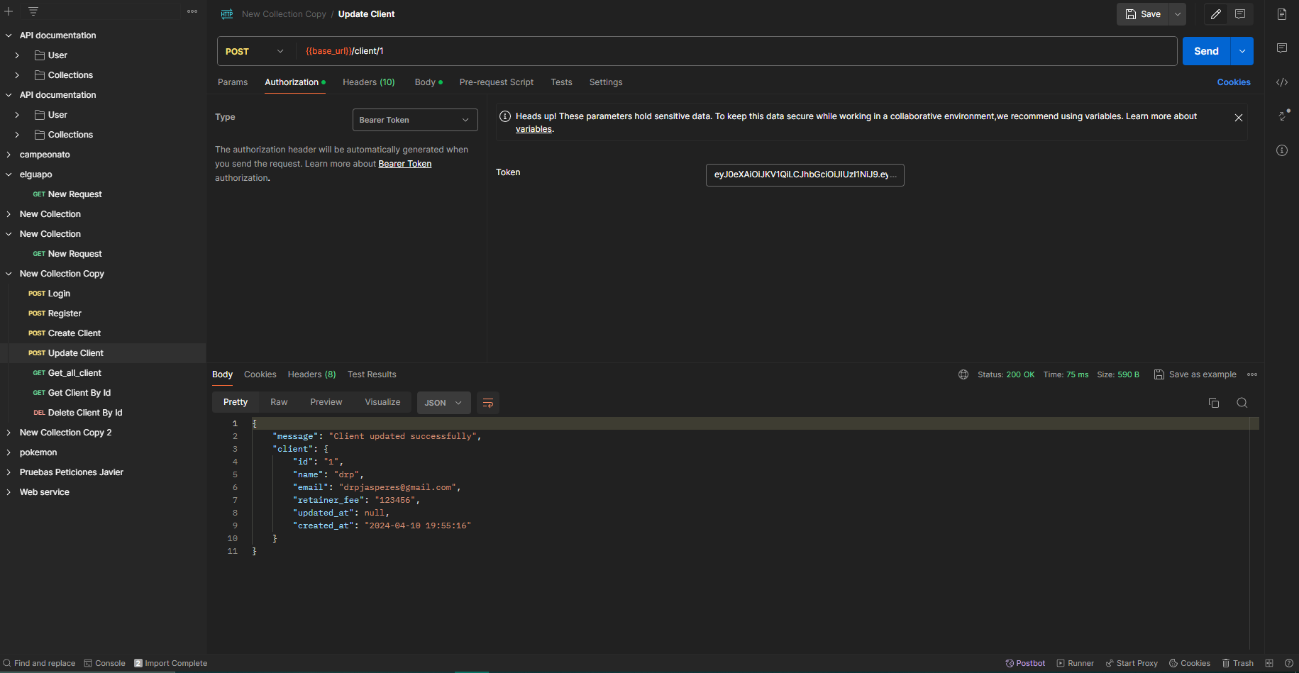 New Collection Copy / Update Client
Save
API documentation
User
Collections
API documentation
User
Collections
campeonato
elguapo
GET New Request
New Collection
New Collection
GET New Request
New Collection Copy
POST Login
POST Register
POST Create Client
POST Update Client
GET Get_all_client
GET Get Client By Id
DEL Delete Client By Id
New Collection Copy 2
pokemon
Pruebas Peticiones Javier
Web service
POST {{base_url}}/client/1
Send
Params Authorization Headers (10) Body Pre-request Script Tests Settings Cookies
Type Bearer Token
The authorization header will be automatically generated when
you send the request. Learn more about Bearer Token
authorization.
Heads up! These parameters hold sensitive data. To keep this data secure while working in a collaborative environment,we recommend using variables. Learn more about
variables.
Token
Body Cookies Headers (8) Test Results
Status: 200 OK Time: 75 ms Size: 590 B Save as example
Pretty Raw Preview Visualize JSON
1 {
2 "message": "Client updated successfully",
3 "client": {
4 "id": "1",
5 "name": "drp",
6 "email": "drpjasperes@gmail.com",
7 "retainer_fee": "123456",
8 "updated_at": null,
9 "created_at": "2024-04-10 19:55:16"
10 }
11 }
Find and replace Console 2 Import Complete
Postbot Runner Start Proxy Cookies Trash